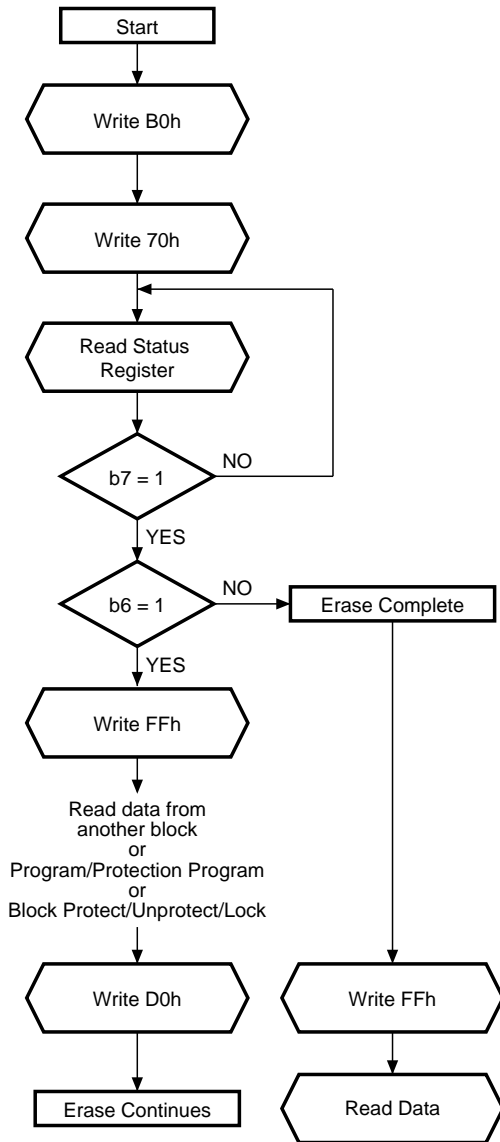 Start
Write B0h
Write 70h
Read Status
Register
b7 = 1
NO
YES
b6 = 1
NO
Erase Complete
YES
Write FFh
Read data from
another block
or
Program/Protection Program
or
Block Protect/Unprotect/Lock
Write D0h
Write FFh
Erase Continues
Read Data